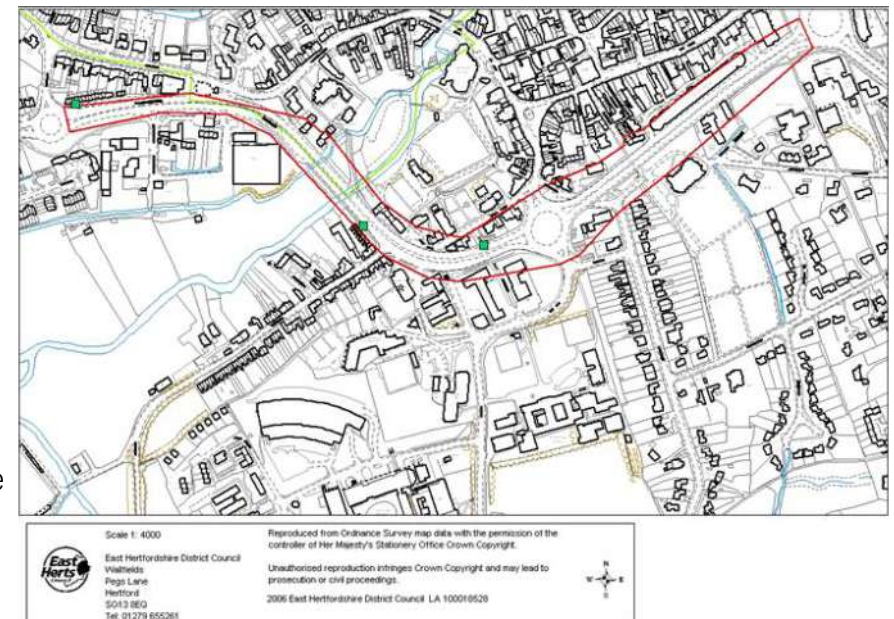 e
Scale 1: 4000
East Hertfordshire District Council
Wallfields
Pegs Lane
Hertford
SG13 8EQ
Tel: 01279 655261
East
Herts
Reproduced from Ordnance Survey map data with the permission of the
controller of Her Majesty's Stationery Office Crown Copyright.
Unauthorised reproduction infringes Crown Copyright and may lead to
prosecution or civil proceedings.
2006 East Hertfordshire District Council LA 100018528
N
W
E
S